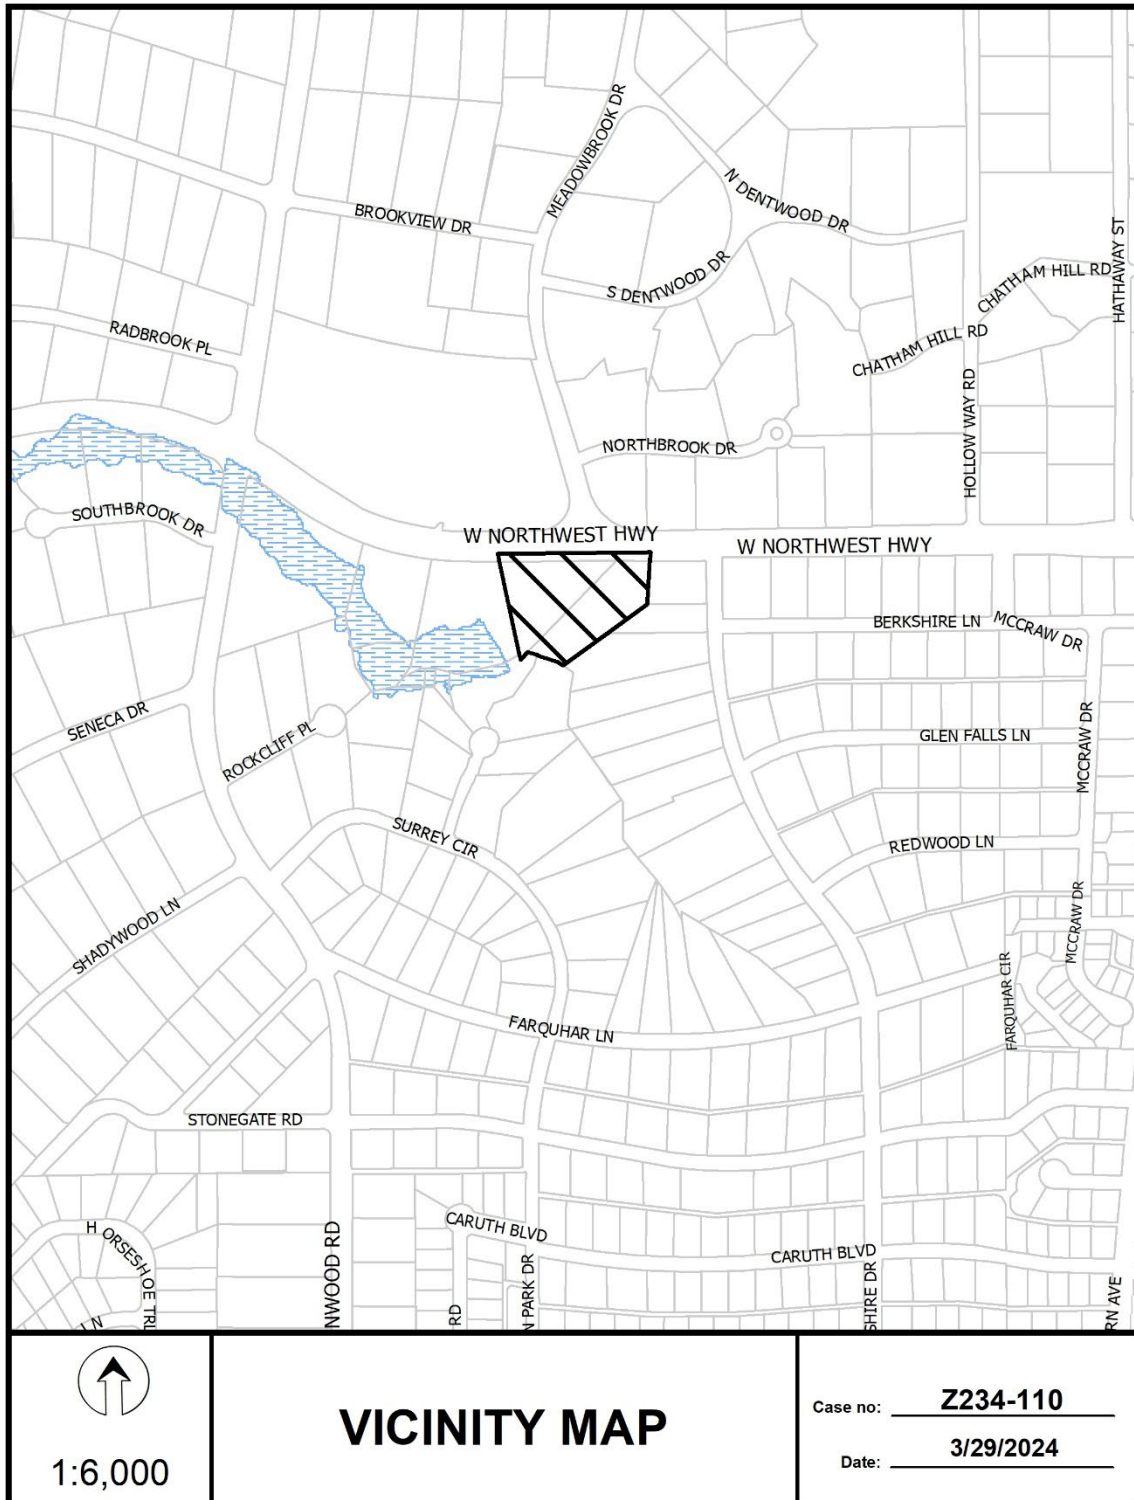 MEADOWBROOK DR
N DENTWOOD DR
BROOKVIEW DR
HATHAWAY ST
S DENTWOOD DR
CHATHAM HILL RD
RADBROOK PL
CHATHAM HILL RD
HOLLOW WAY RD
NORTHBROOK DR
SOUTHBROOK DR
W NORTHWEST HWY
W NORTHWEST HWY
BERKSHIRE LN
MCCRAW DR
SENECA DR
ROCKCLIFF PL
GLEN FALLS LN
MCCRAW DR
SURREY CIR
REDWOOD LN
SHADYWOOD LN
MCCRAW DR
FARQUHAR CIR
FARQUHAR LN
STONEGATE RD
HORSESHOE TRL
CARUTH BLVD
CARUTH BLVD
NWOOD RD
RD
N PARK DR
SHIRE DR
RN AVE
LN
1:6,000
VICINITY MAP
Case no: Z234-110
Date: 3/29/2024